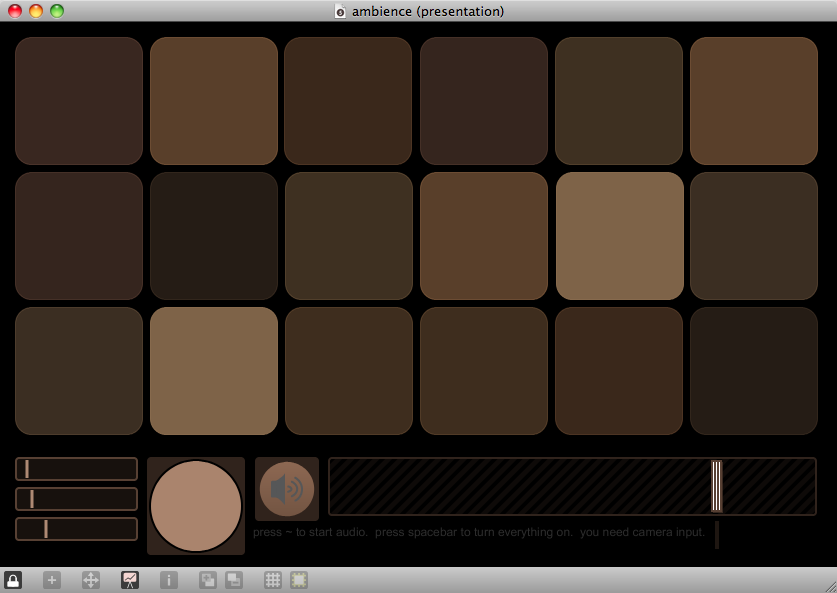 ambience (presentation)
press ~ to start audio. press spacebar to turn everything on. you need camera input.